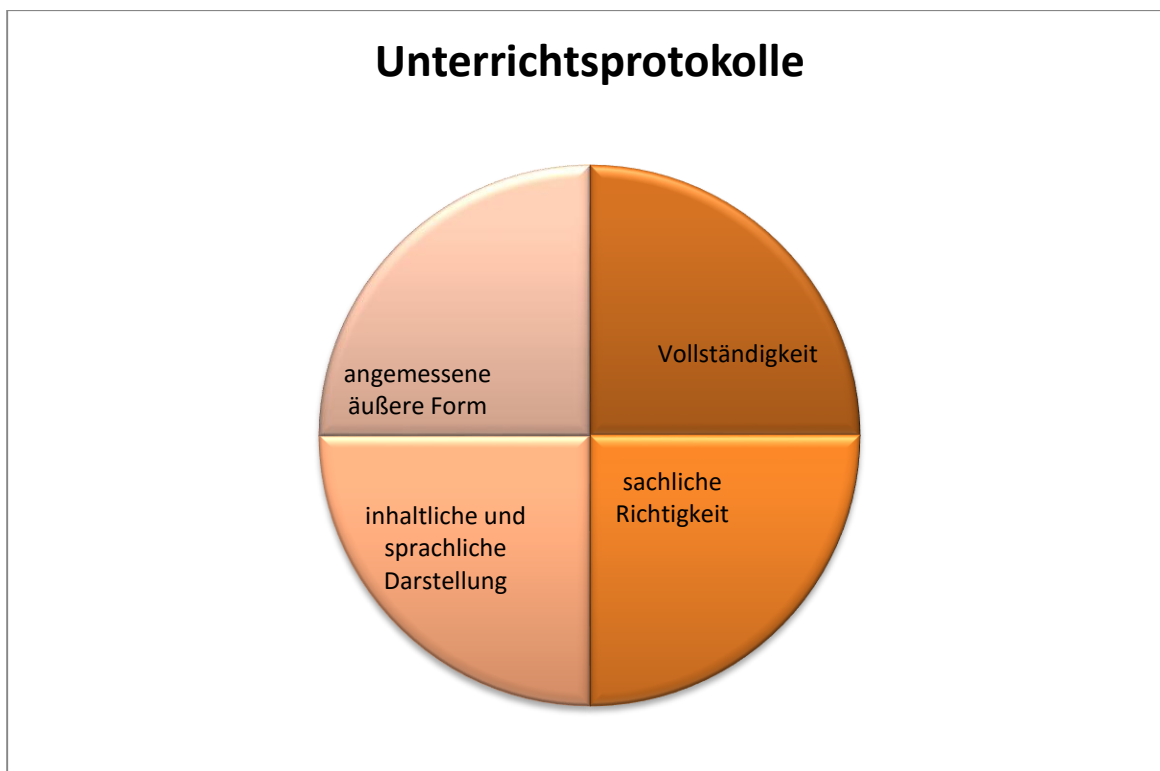 Unterrichtsprotokolle
Vollständigkeit
angemessene
äußere Form
sachliche
Richtigkeit
inhaltliche und
sprachliche
Darstellung